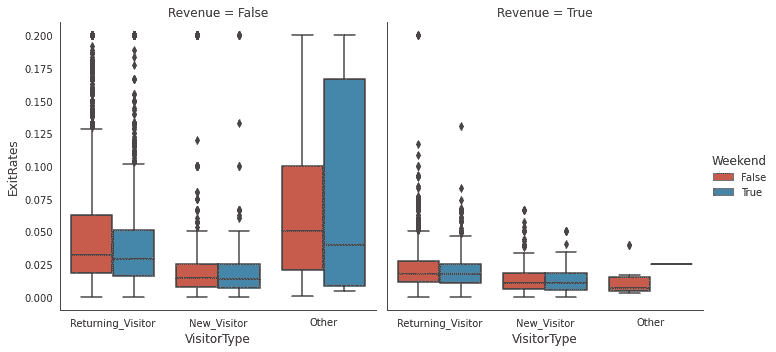 Revenue = False
Revenue = True
ExitRates
0.200
0.175
0.150
0.125
0.100
0.075
0.050
0.025
0.000
Returning_Visitor New_Visitor Other
VisitorType
Returning_Visitor New_Visitor Other
VisitorType
Weekend
False
True